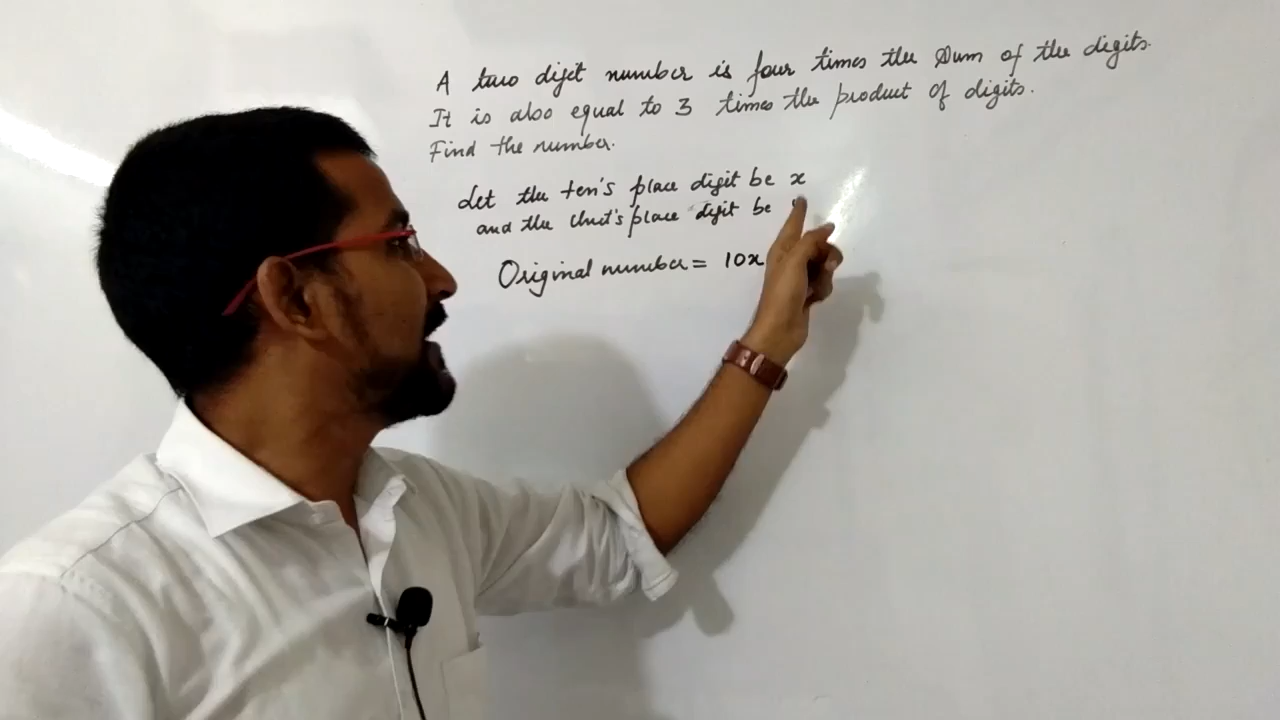 A two digit number is four times the Sum of the digits.
It is also equal to 3 times the product of digits.
Find the number.
Let the ten's place digit be x
and the Unit's place digit be
Original number = 10x